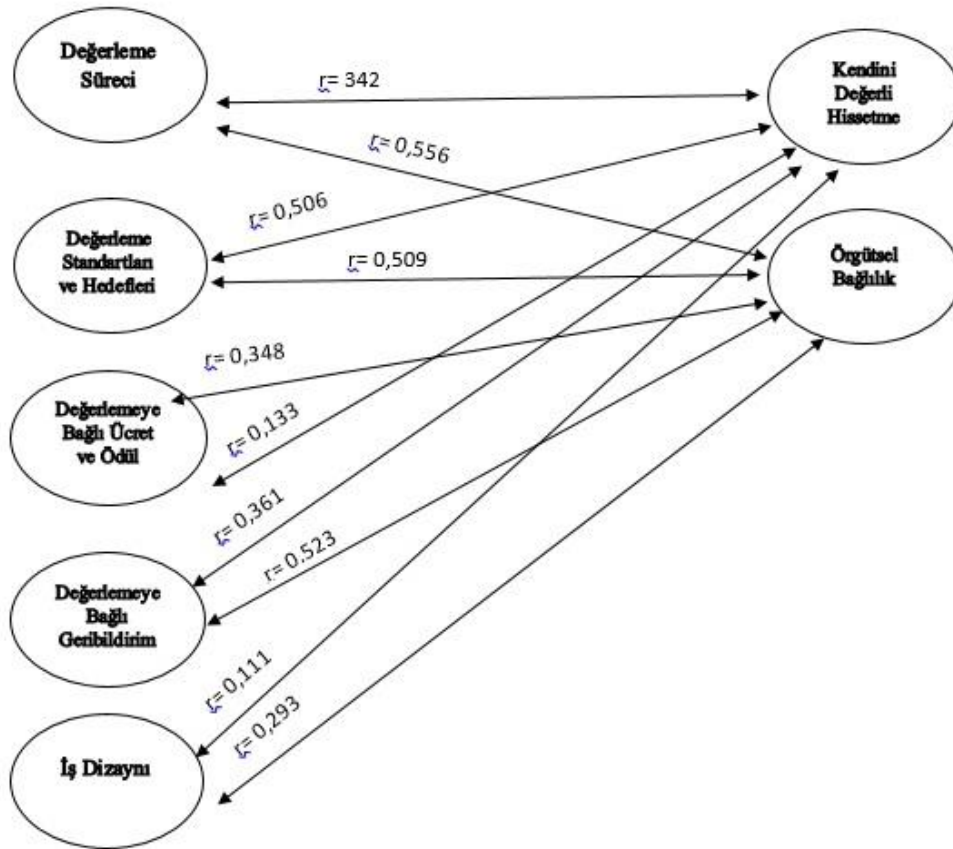 Değerleme
Süreci
r= 342
Kendini
Değerli
Hissetme
r= 0,556
r= 0,506
Değerleme
Standartları
ve Hedefleri
r= 0,509
Örgütsel
Bağlılık
r= 0,348
Değerlemeye
Bağlı Ücret
ve Ödül
r= 0,133
r= 0,361
r= 0.523
Değerlemeye
Bağlı
Geribildirim
r= 0,111
r= 0,293
İş Dizaynı